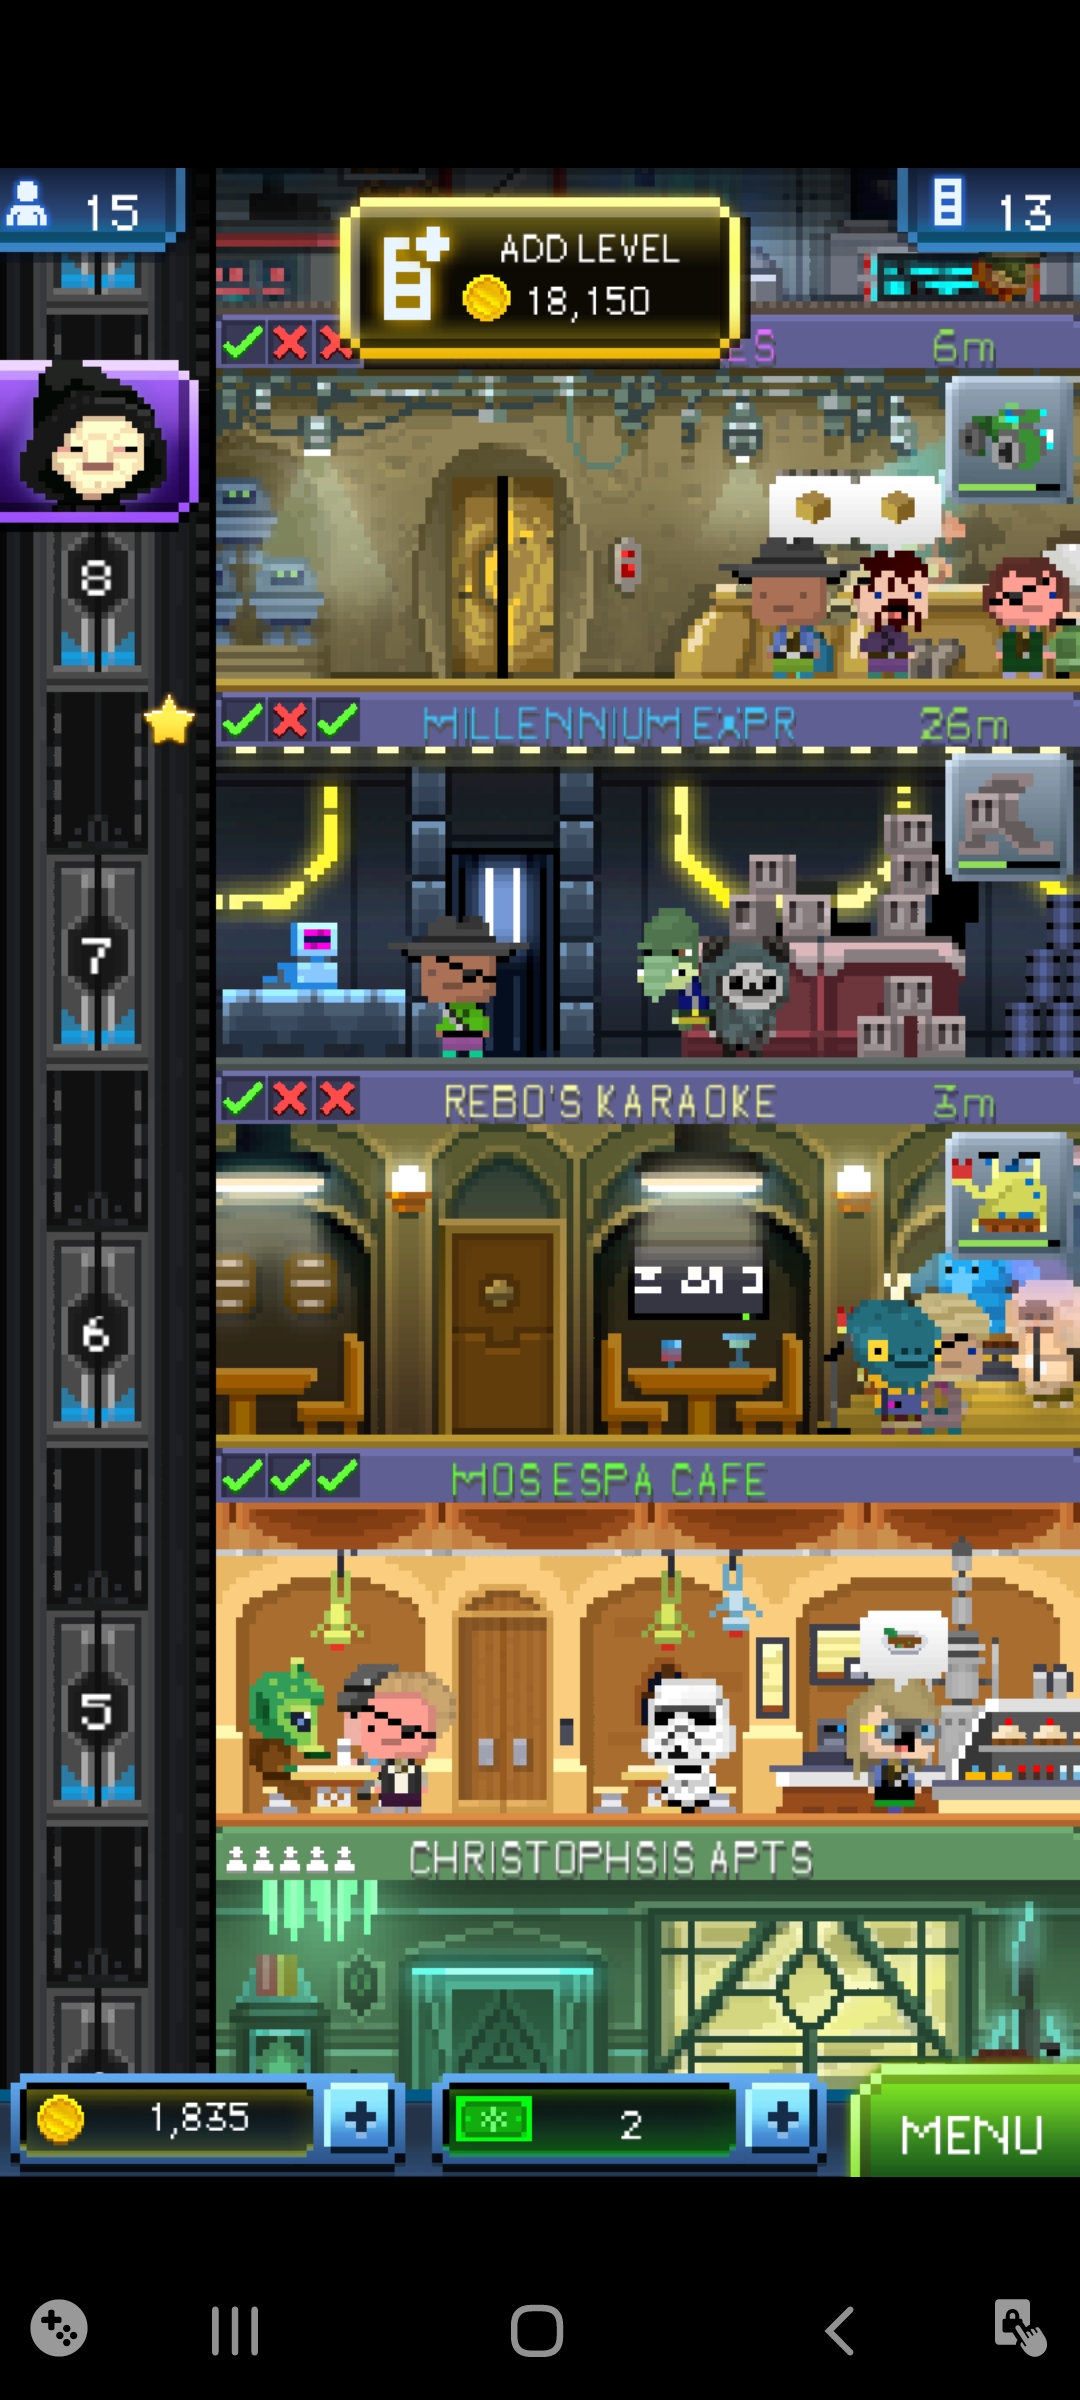 15
ADD LEVEL
18,150
13
ES
6m
8
MILLENNIUM EXPR
26m
7
REBO'S KARAOKE
3m
6
MOS ESPA CAFE
5
CHRISTOPHSIS APTS
1,835
2
MENU